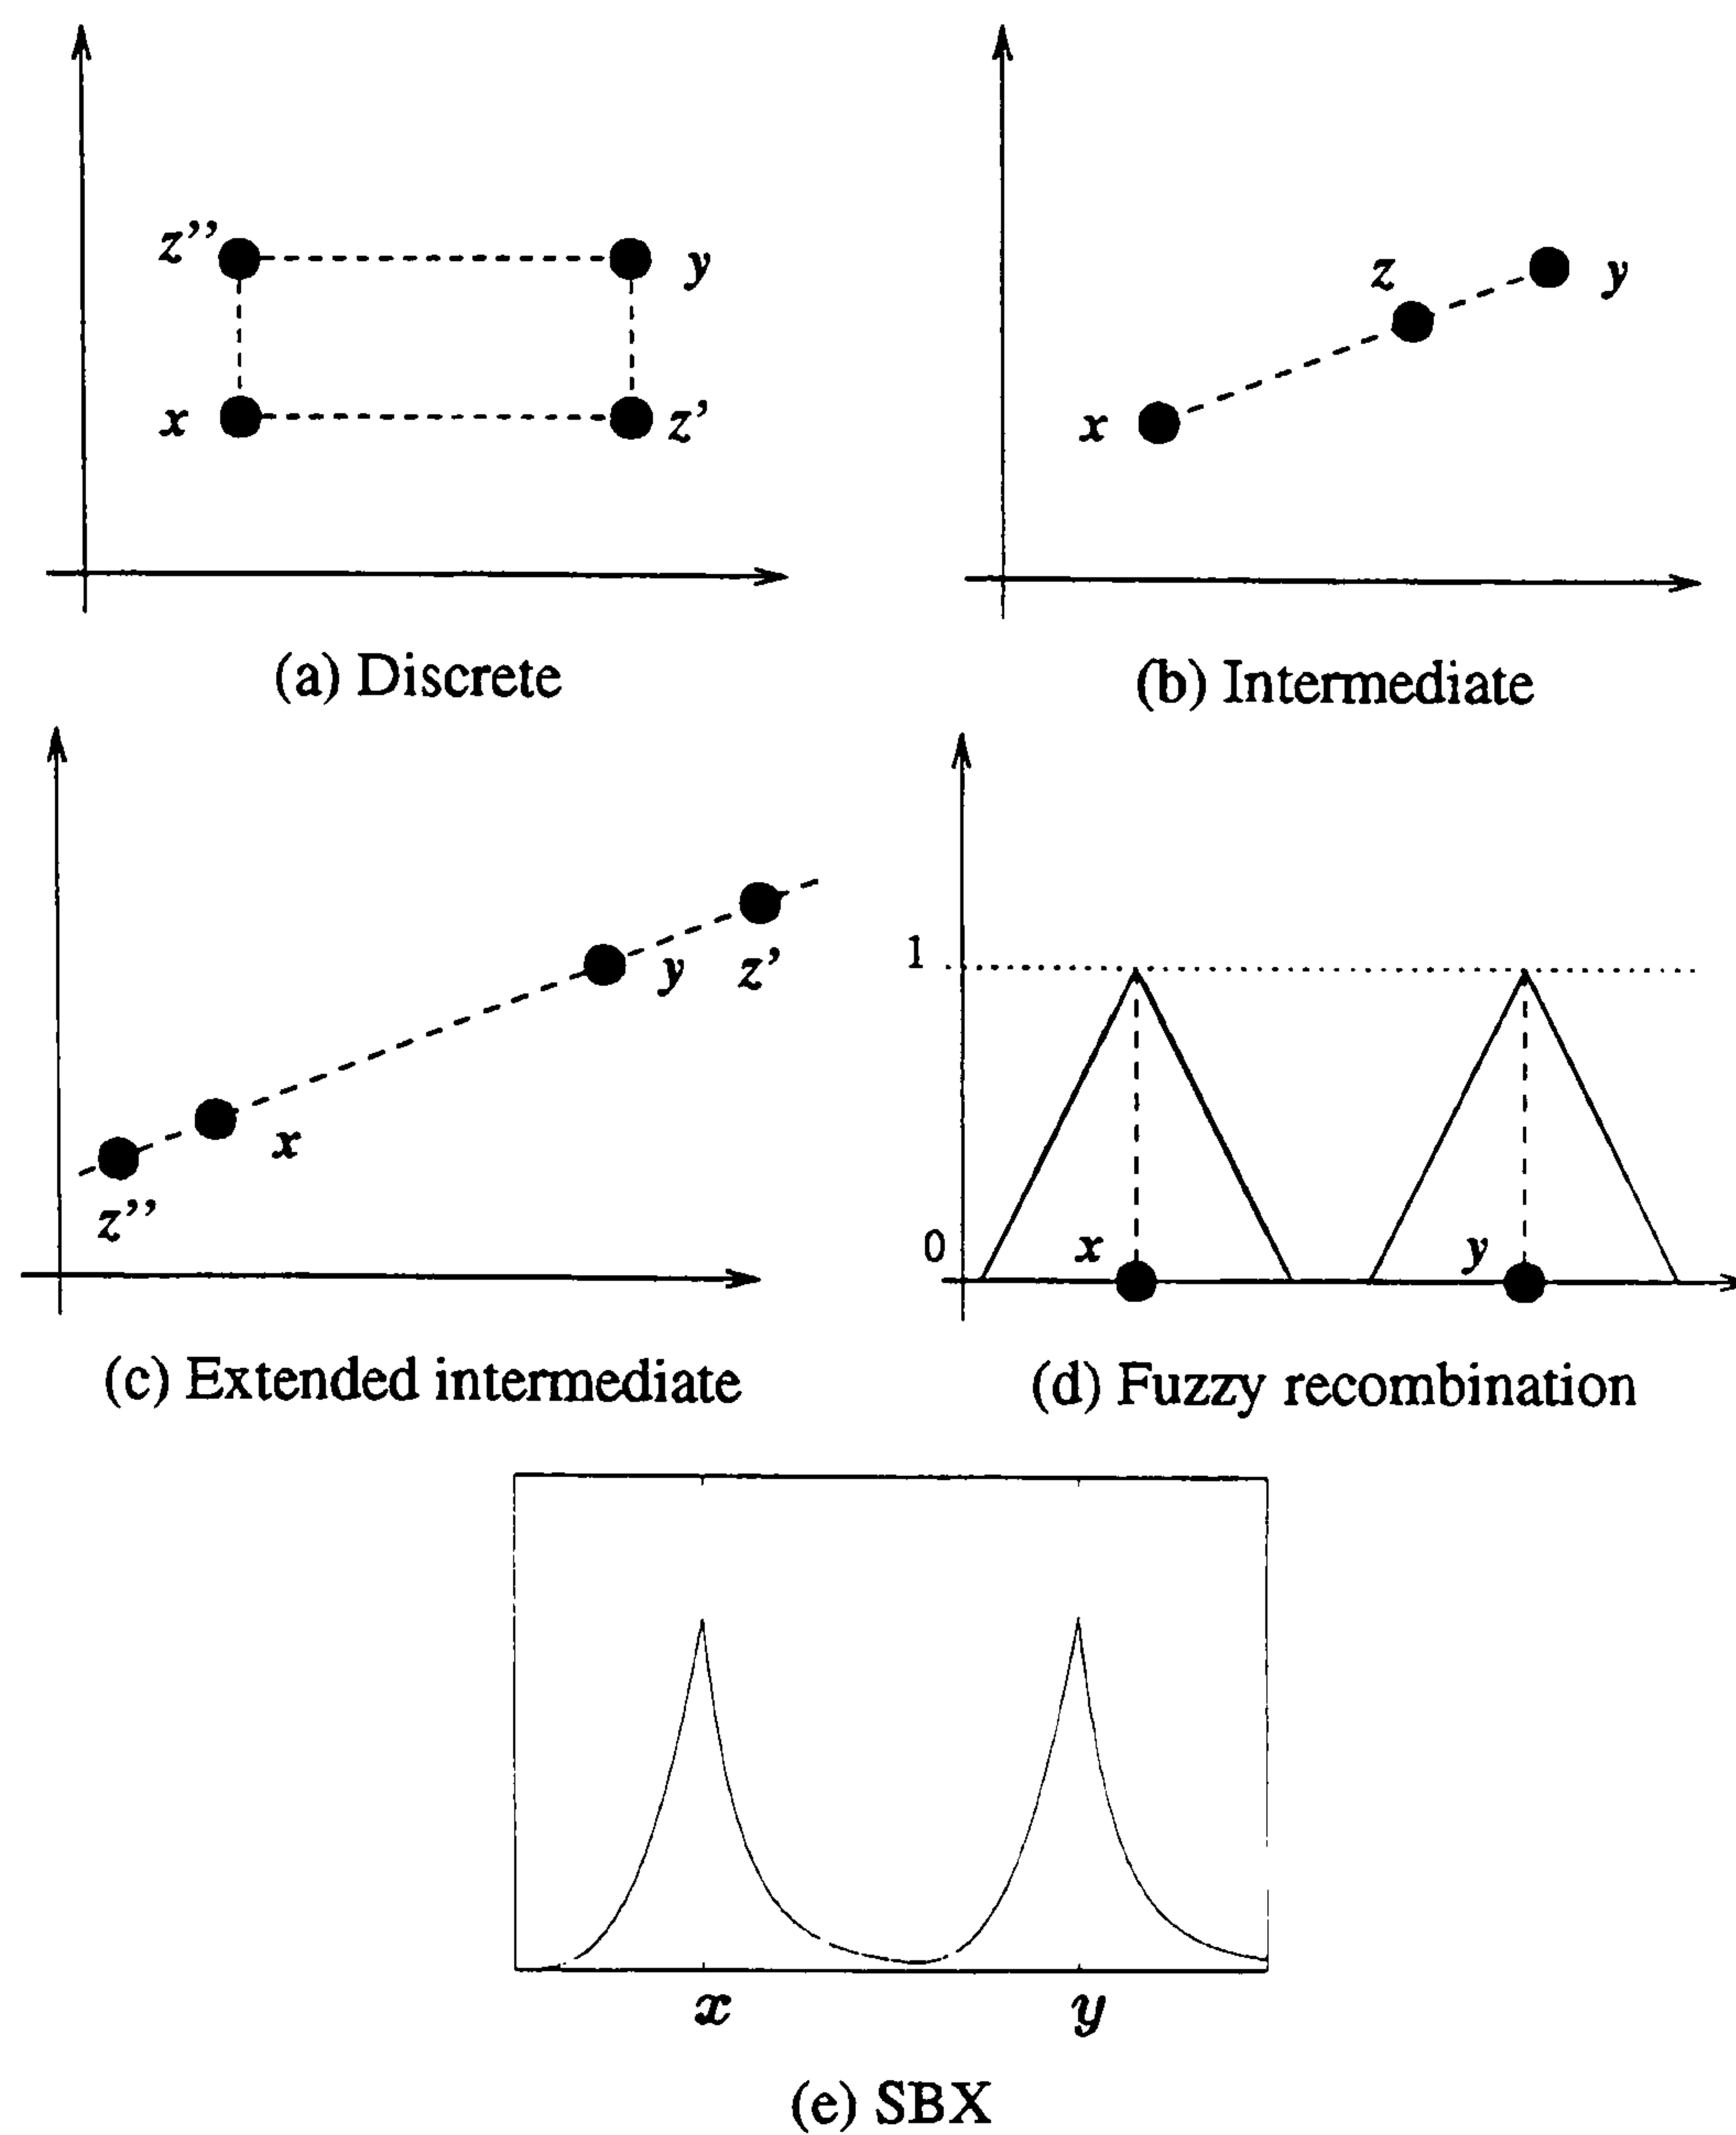 z’’ y
x z’
(a) Discrete
z y
x
(b) Intermediate
y z’
x
z’’
(c) Extended intermediate
1
0 x y
(d) Fuzzy recombination
x y
(e) SBX